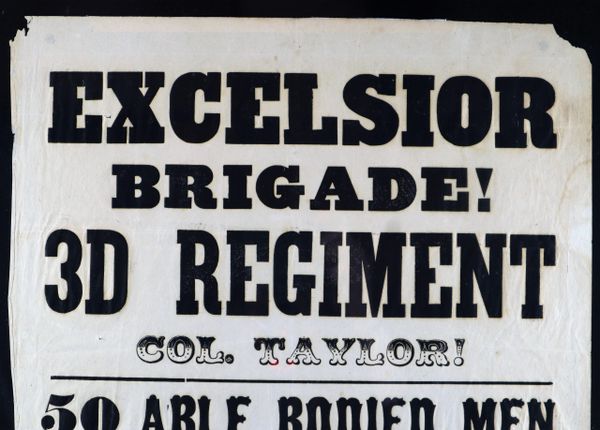 EXCELSIOR
BRIGADE!
3D REGIMENT
COL. TAYLOR!
50 ABLE BODIED MEN